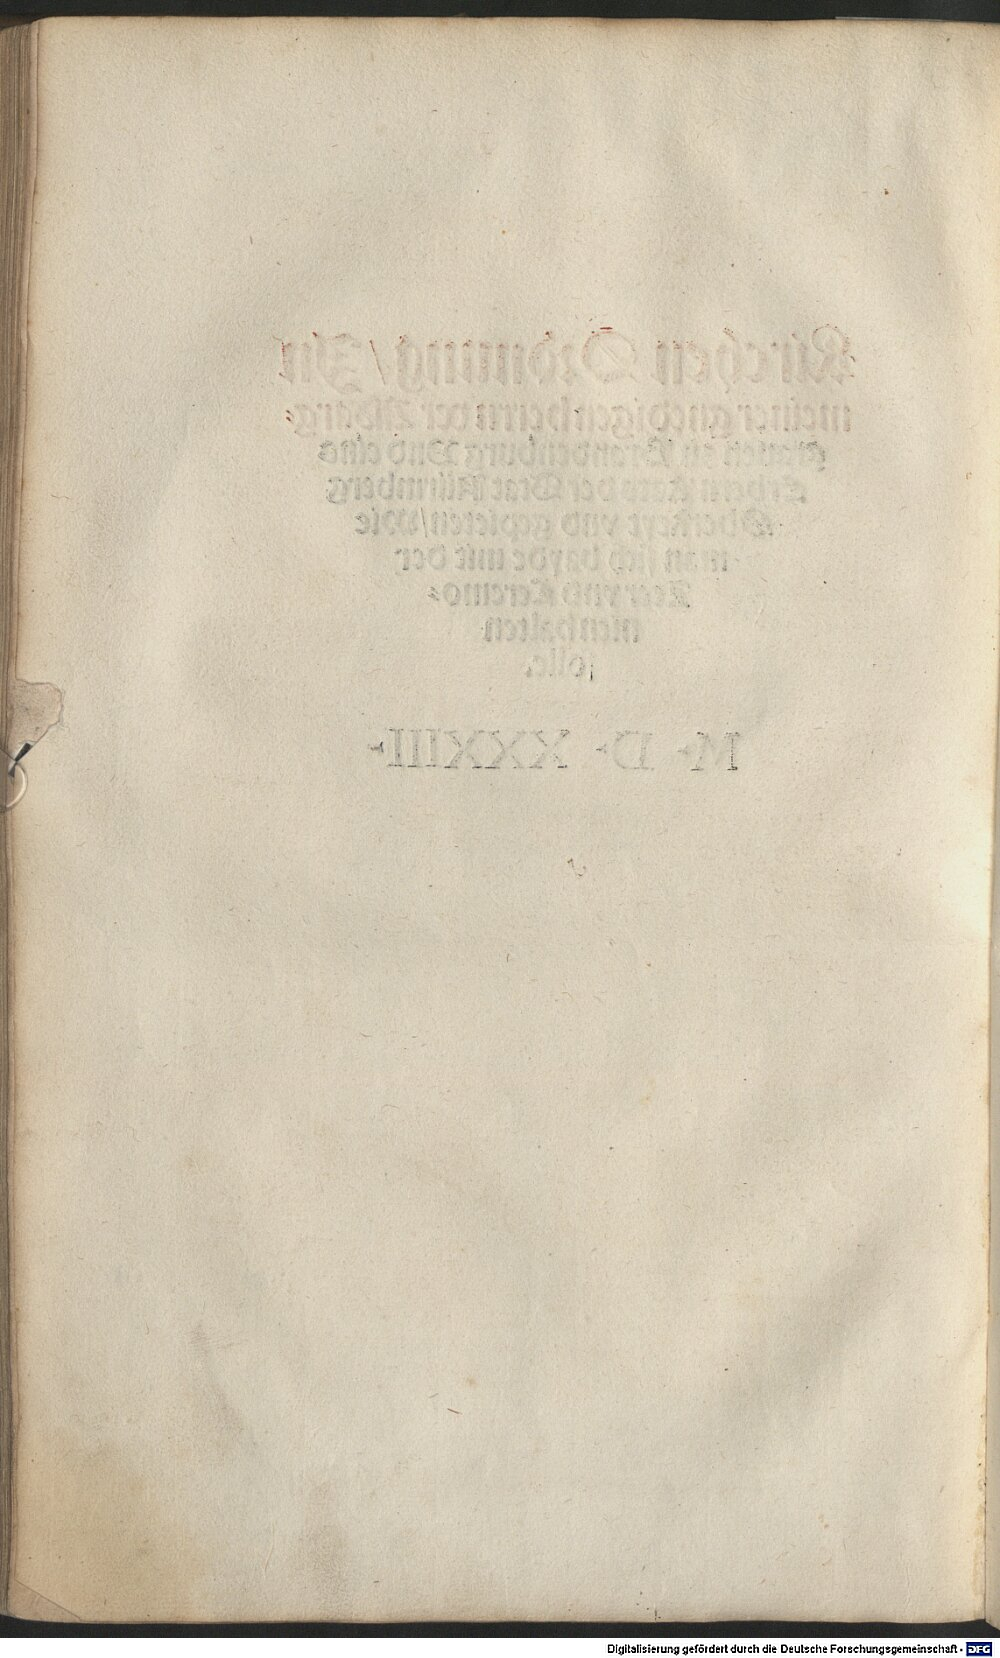 Kirchen Ordnung / In
meiner gnedigen herrn der Marg⸗
grauen zu Brandenburg Vnd eins
Erbern Rats der Stat Nürmberg
Oberkeyt vnd gepieten / Wie
man sich bayde mit der
Leer vnd Ceremo⸗
nien halten
solle.
M· D· XXXIII·
Digitalisierung gefördert durch die Deutsche Forschungsgemeinschaft - DFG